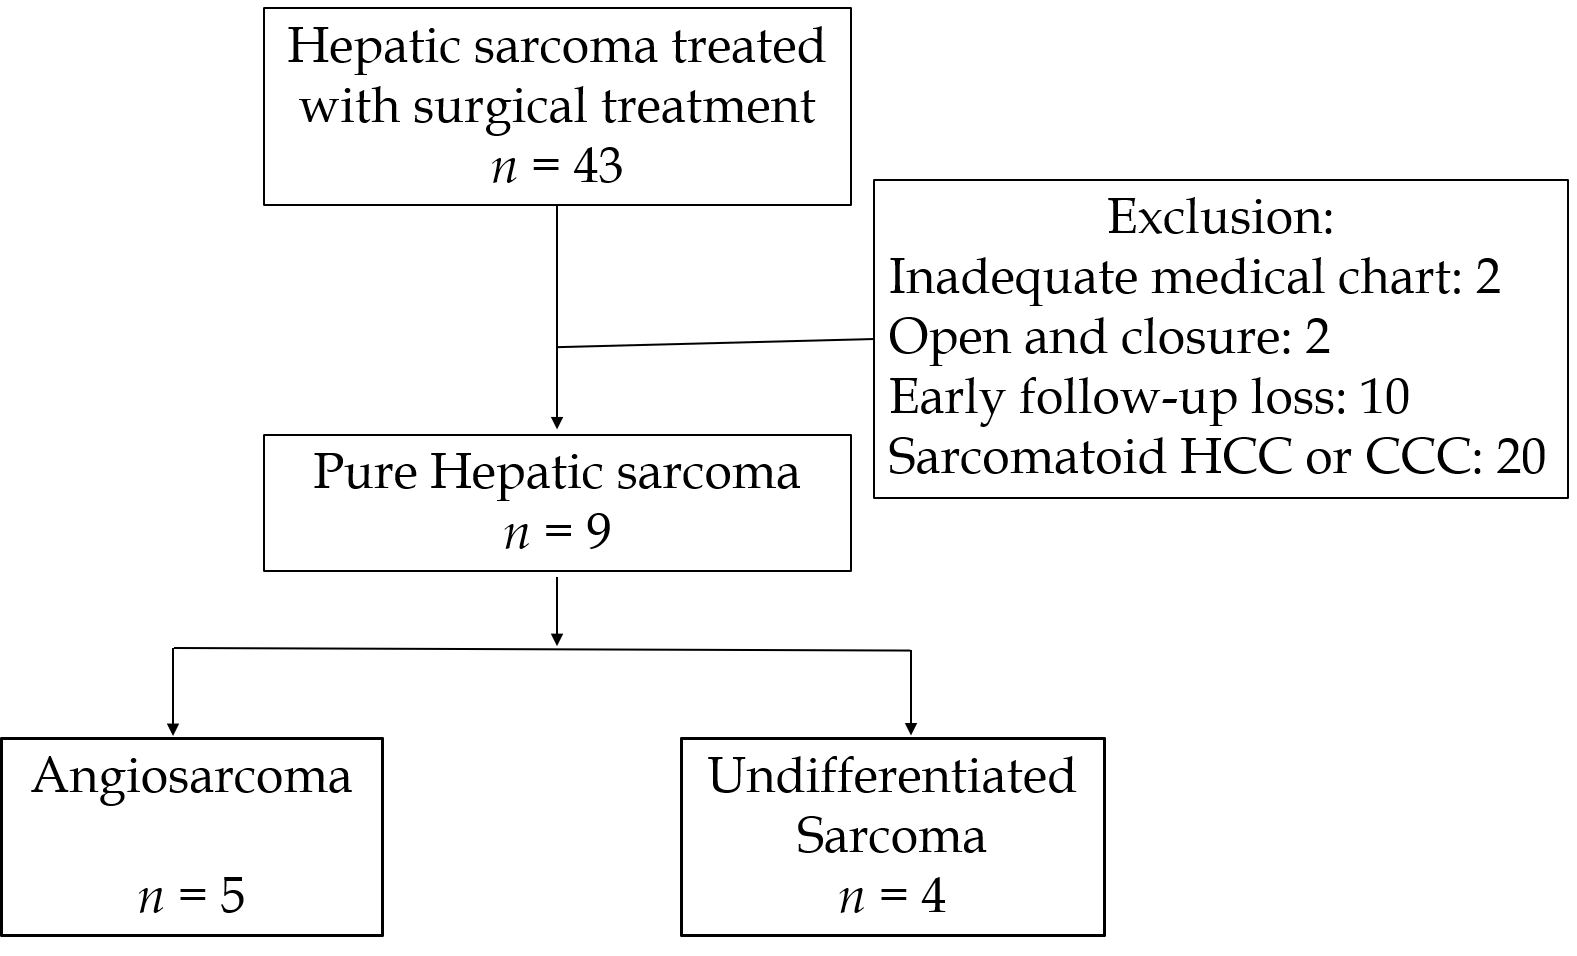 Hepatic sarcoma treated
with surgical treatment
n = 43
Exclusion:
Inadequate medical chart: 2
Open and closure: 2
Early follow-up loss: 10
Sarcomatoid HCC or CCC: 20
Pure Hepatic sarcoma
n = 9
Angiosarcoma
n = 5
Undifferentiated
Sarcoma
n = 4